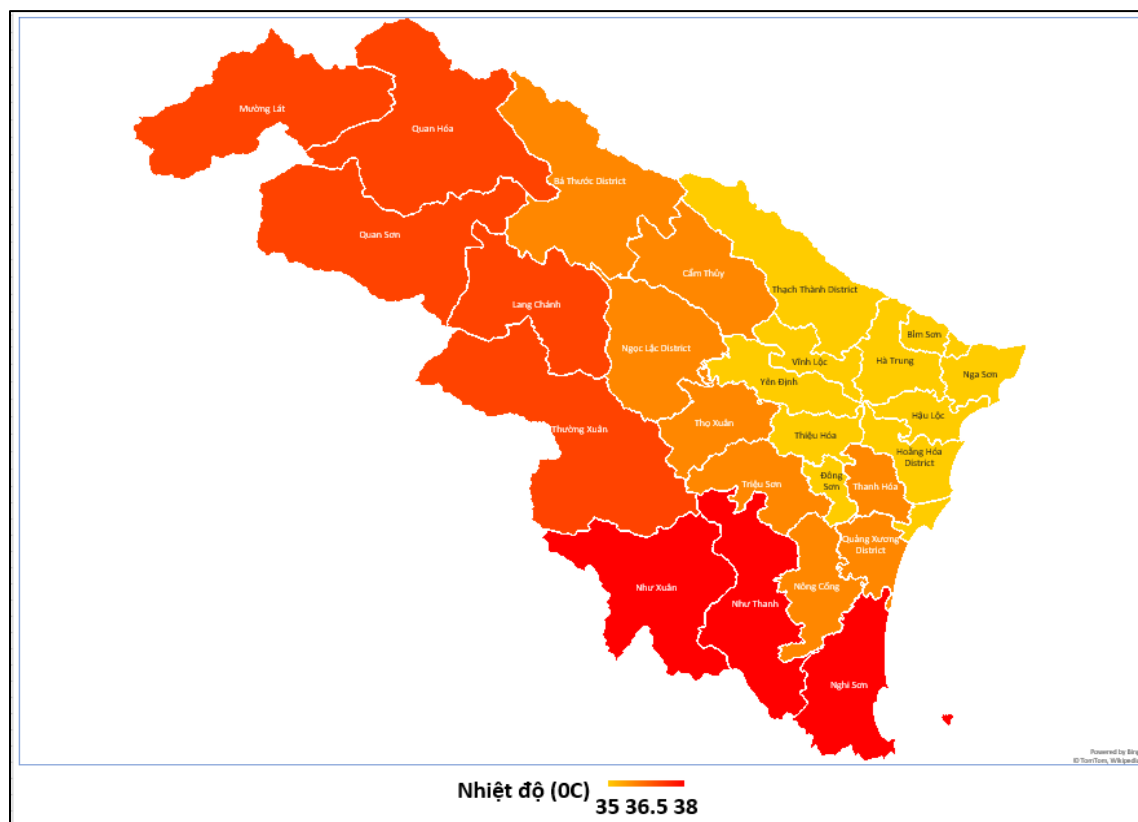 Mường Lát
Quan Hóa
Bá Thước District
Quan Sơn
Cẩm Thủy
Thạch Thành District
Lang Chánh
Bỉm Sơn
Ngọc Lặc District
Vĩnh Lộc
Hà Trung
Nga Sơn
Yên Định
Hậu Lộc
Thọ Xuân
Thường Xuân
Thiệu Hóa
Hoằng Hóa
District
Triệu Sơn
Đông
Sơn
Thanh Hóa
Quảng Xương
District
Như Xuân
Nông Cống
Như Thanh
Nghi Sơn
Powered by Bing
© TomTom, Wikipedia
Nhiệt độ (0C)
35 36.5 38